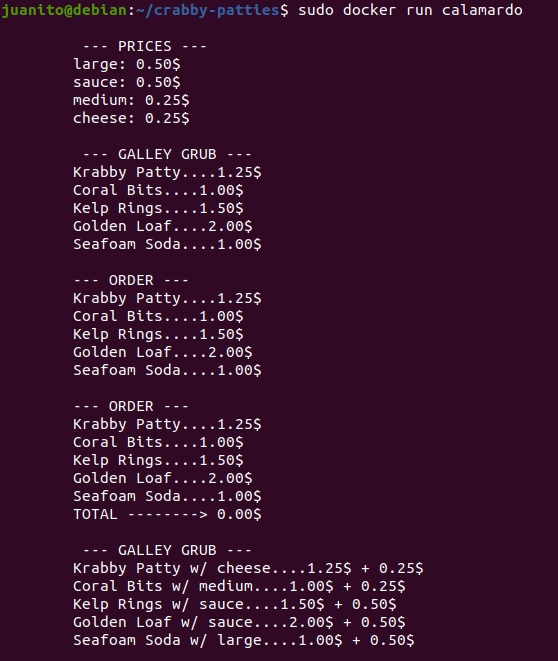 juanito@debian:~/crabby-patties$ sudo docker run calamardo
--- PRICES ---
large: 0.50$
sauce: 0.50$
medium: 0.25$
cheese: 0.25$
--- GALLEY GRUB ---
Krabby Patty....1.25$
Coral Bits....1.00$
Kelp Rings....1.50$
Golden Loaf....2.00$
Seafoam Soda....1.00$
--- ORDER ---
Krabby Patty....1.25$
Coral Bits....1.00$
Kelp Rings....1.50$
Golden Loaf....2.00$
Seafoam Soda....1.00$
--- ORDER ---
Krabby Patty....1.25$
Coral Bits....1.00$
Kelp Rings....1.50$
Golden Loaf....2.00$
Seafoam Soda....1.00$
TOTAL --------> 0.00$
--- GALLEY GRUB ---
Krabby Patty w/ cheese....1.25$ + 0.25$
Coral Bits w/ medium....1.00$ + 0.25$
Kelp Rings w/ sauce....1.50$ + 0.50$
Golden Loaf w/ sauce....2.00$ + 0.50$
Seafoam Soda w/ large....1.00$ + 0.50$